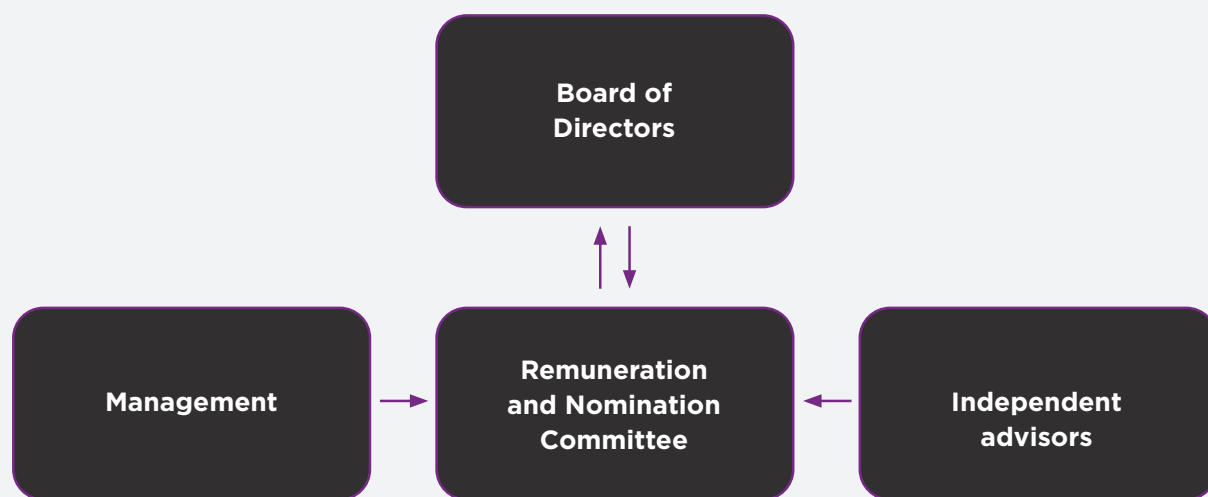 Board of
Directors
Management
Remuneration
and Nomination
Committee
Independent
advisors